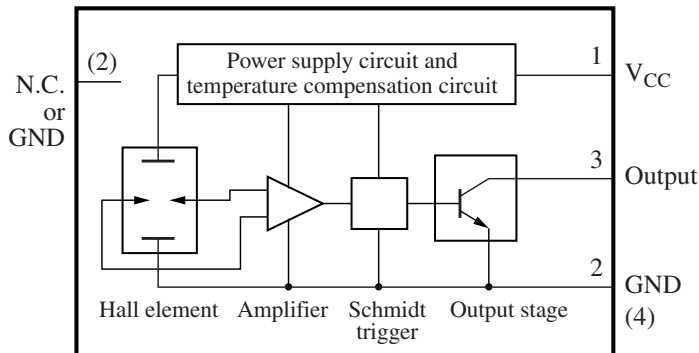 (2)
N.C.
or
GND
Power supply circuit and
temperature compensation circuit
1
V_CC
3
Output
2
GND
(4)
Hall element
Amplifier
Schmidt
trigger
Output stage